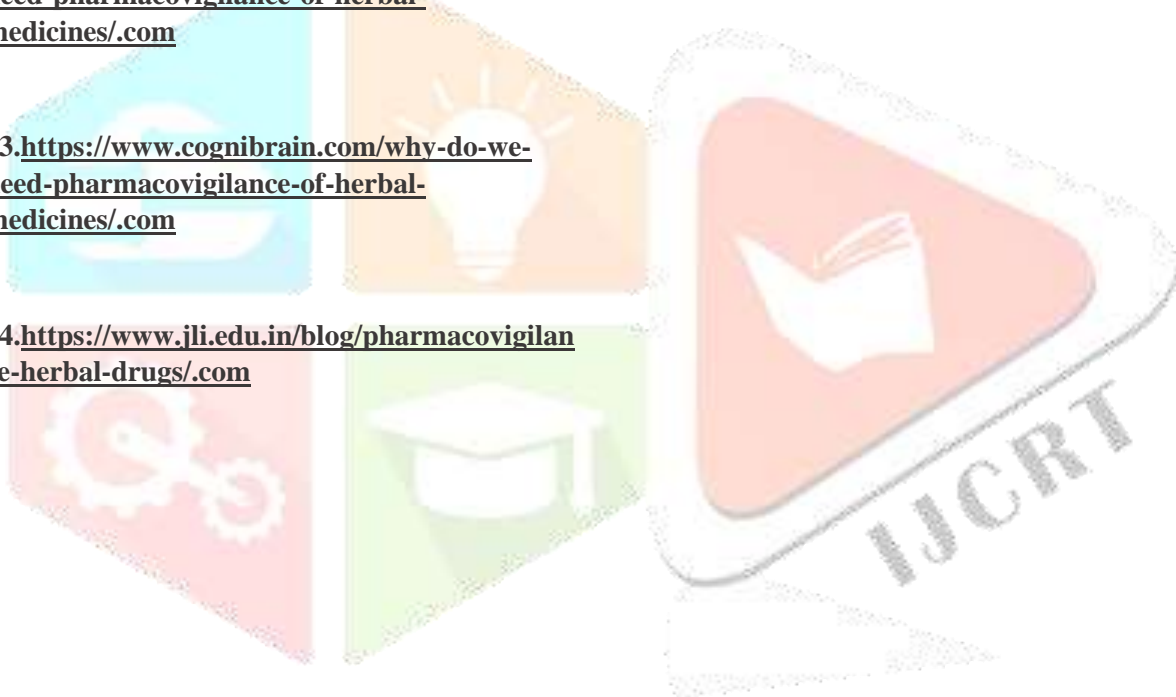 eed-pharmacovigilance-of-herbal-
nedicines/.com
3.https://www.cognibrain.com/why-do-we-
eed-pharmacovigilance-of-herbal-
nedicines/.com
4.https://www.jli.edu.in/blog/pharmacovigilan
e-herbal-drugs/.com
IJCRT